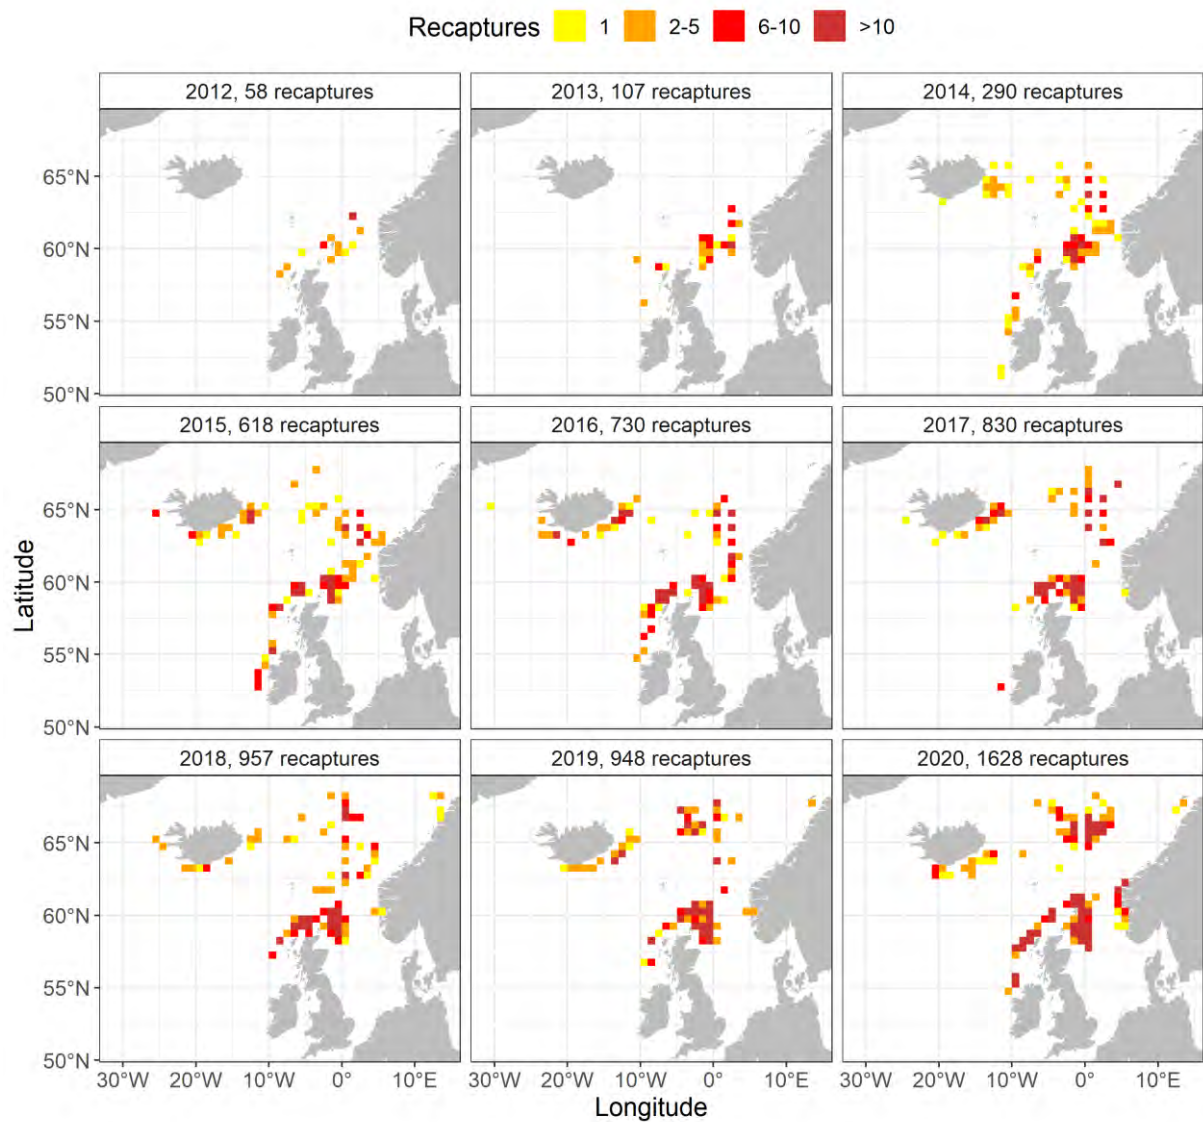 Recaptures 1 2-5 6-10 >10
2012, 58 recaptures 2013, 107 recaptures 2014, 290 recaptures
65°N
60°N
55°N
50°N
2015, 618 recaptures 2016, 730 recaptures 2017, 830 recaptures
65°N
60°N
55°N
50°N
Latitude
2018, 957 recaptures 2019, 948 recaptures 2020, 1628 recaptures
65°N
60°N
55°N
50°N
30°W 20°W 10°W 0° 10°E 30°W 20°W 10°W 0° 10°E 30°W 20°W 10°W 0° 10°E
Longitude